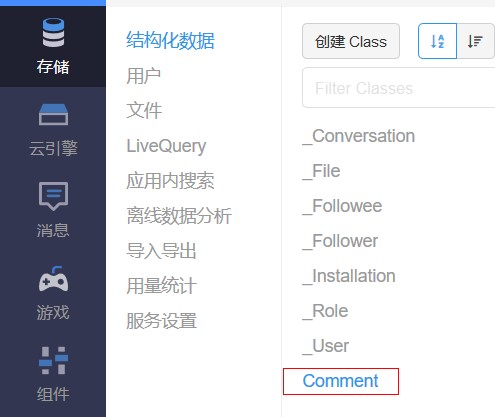 存储
云引擎
消息
游戏
组件
结构化数据
用户
文件
LiveQuery
应用内搜索
离线数据分析
导入导出
用量统计
服务设置
创建 Class
Filter Classes
_Conversation
_File
_Followee
_Follower
_Installation
_Role
_User
Comment